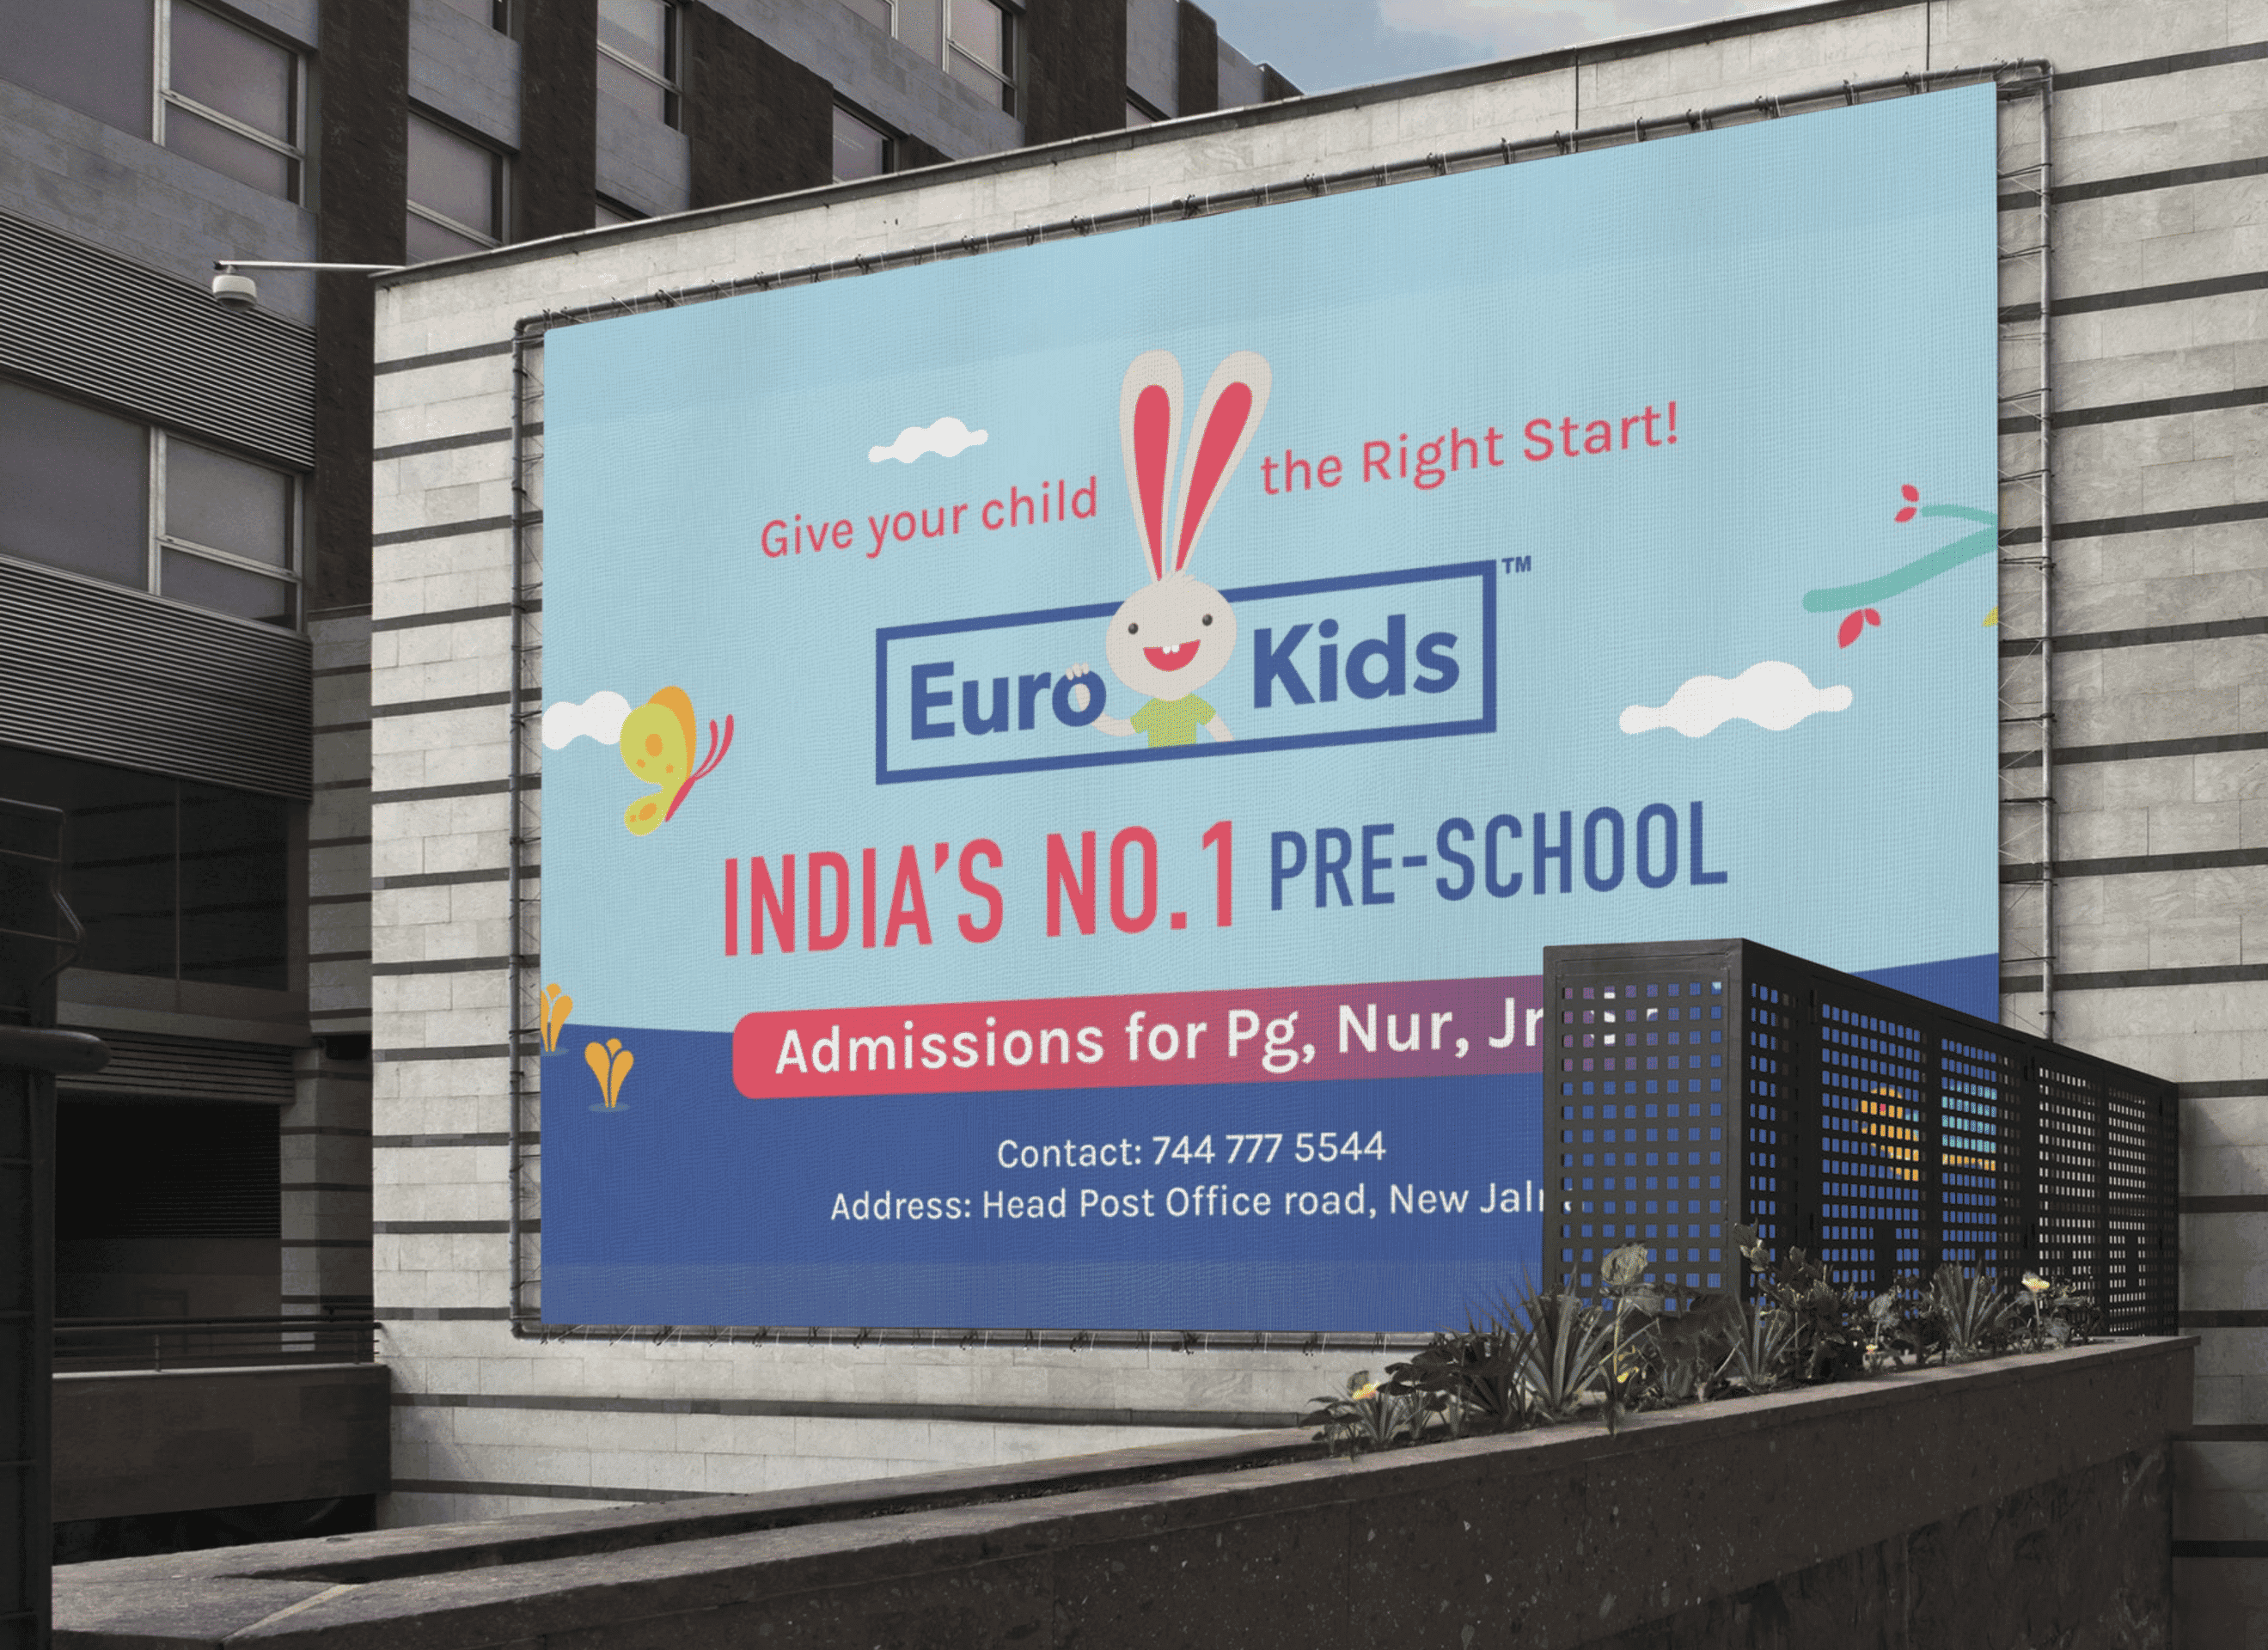 Give your child the Right Start!
Euro Kids™
INDIA'S NO.1 PRE-SCHOOL
Admissions for Pg, Nur, Jr
Contact: 744 777 5544
Address: Head Post Office road, New